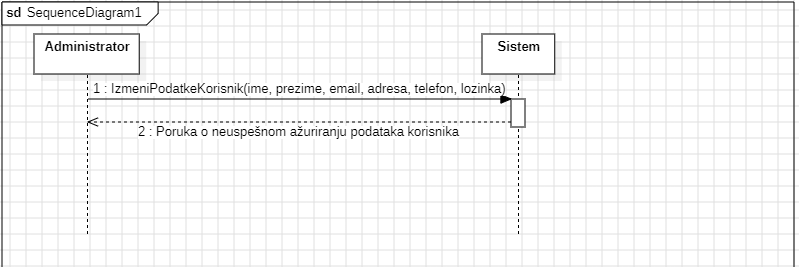 sd SequenceDiagram1
Administrator
Sistem
1 : IzmeniPodatkeKorisnik(ime, prezime, email, adresa, telefon, lozinka)
2 : Poruka o neuspešnom ažuriranju podataka korisnika